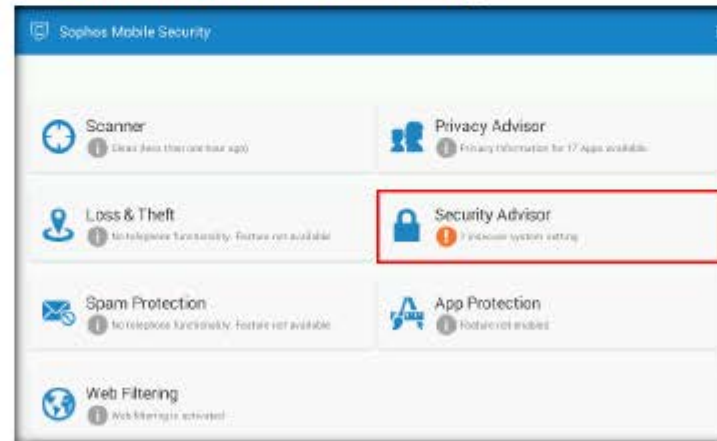 Sophos Mobile Security
Scanner
Clean (less than one hour ago)
Privacy Advisor
Privacy Information for 17 Apps available.
Loss & Theft
No telephone functionality. Feature not available
Security Advisor
insecure system setting
Spam Protection
No telephone functionality. Feature not available
App Protection
Feature not enabled
Web Filtering
Web filtering is activated